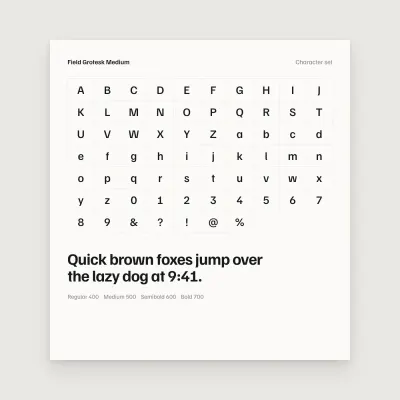 Field Grotesk Medium
Character set
A B C D E F G H I J
K L M N O P Q R S T
U V W X Y Z a b c d
e f g h i j k l m n
o p q r s t u v w x
y z 0 1 2 3 4 5 6 7
8 9 & ? ! @ %
Quick brown foxes jump over
the lazy dog at 9:41.
Regular 400 Medium 500 Semibold 600 Bold 700